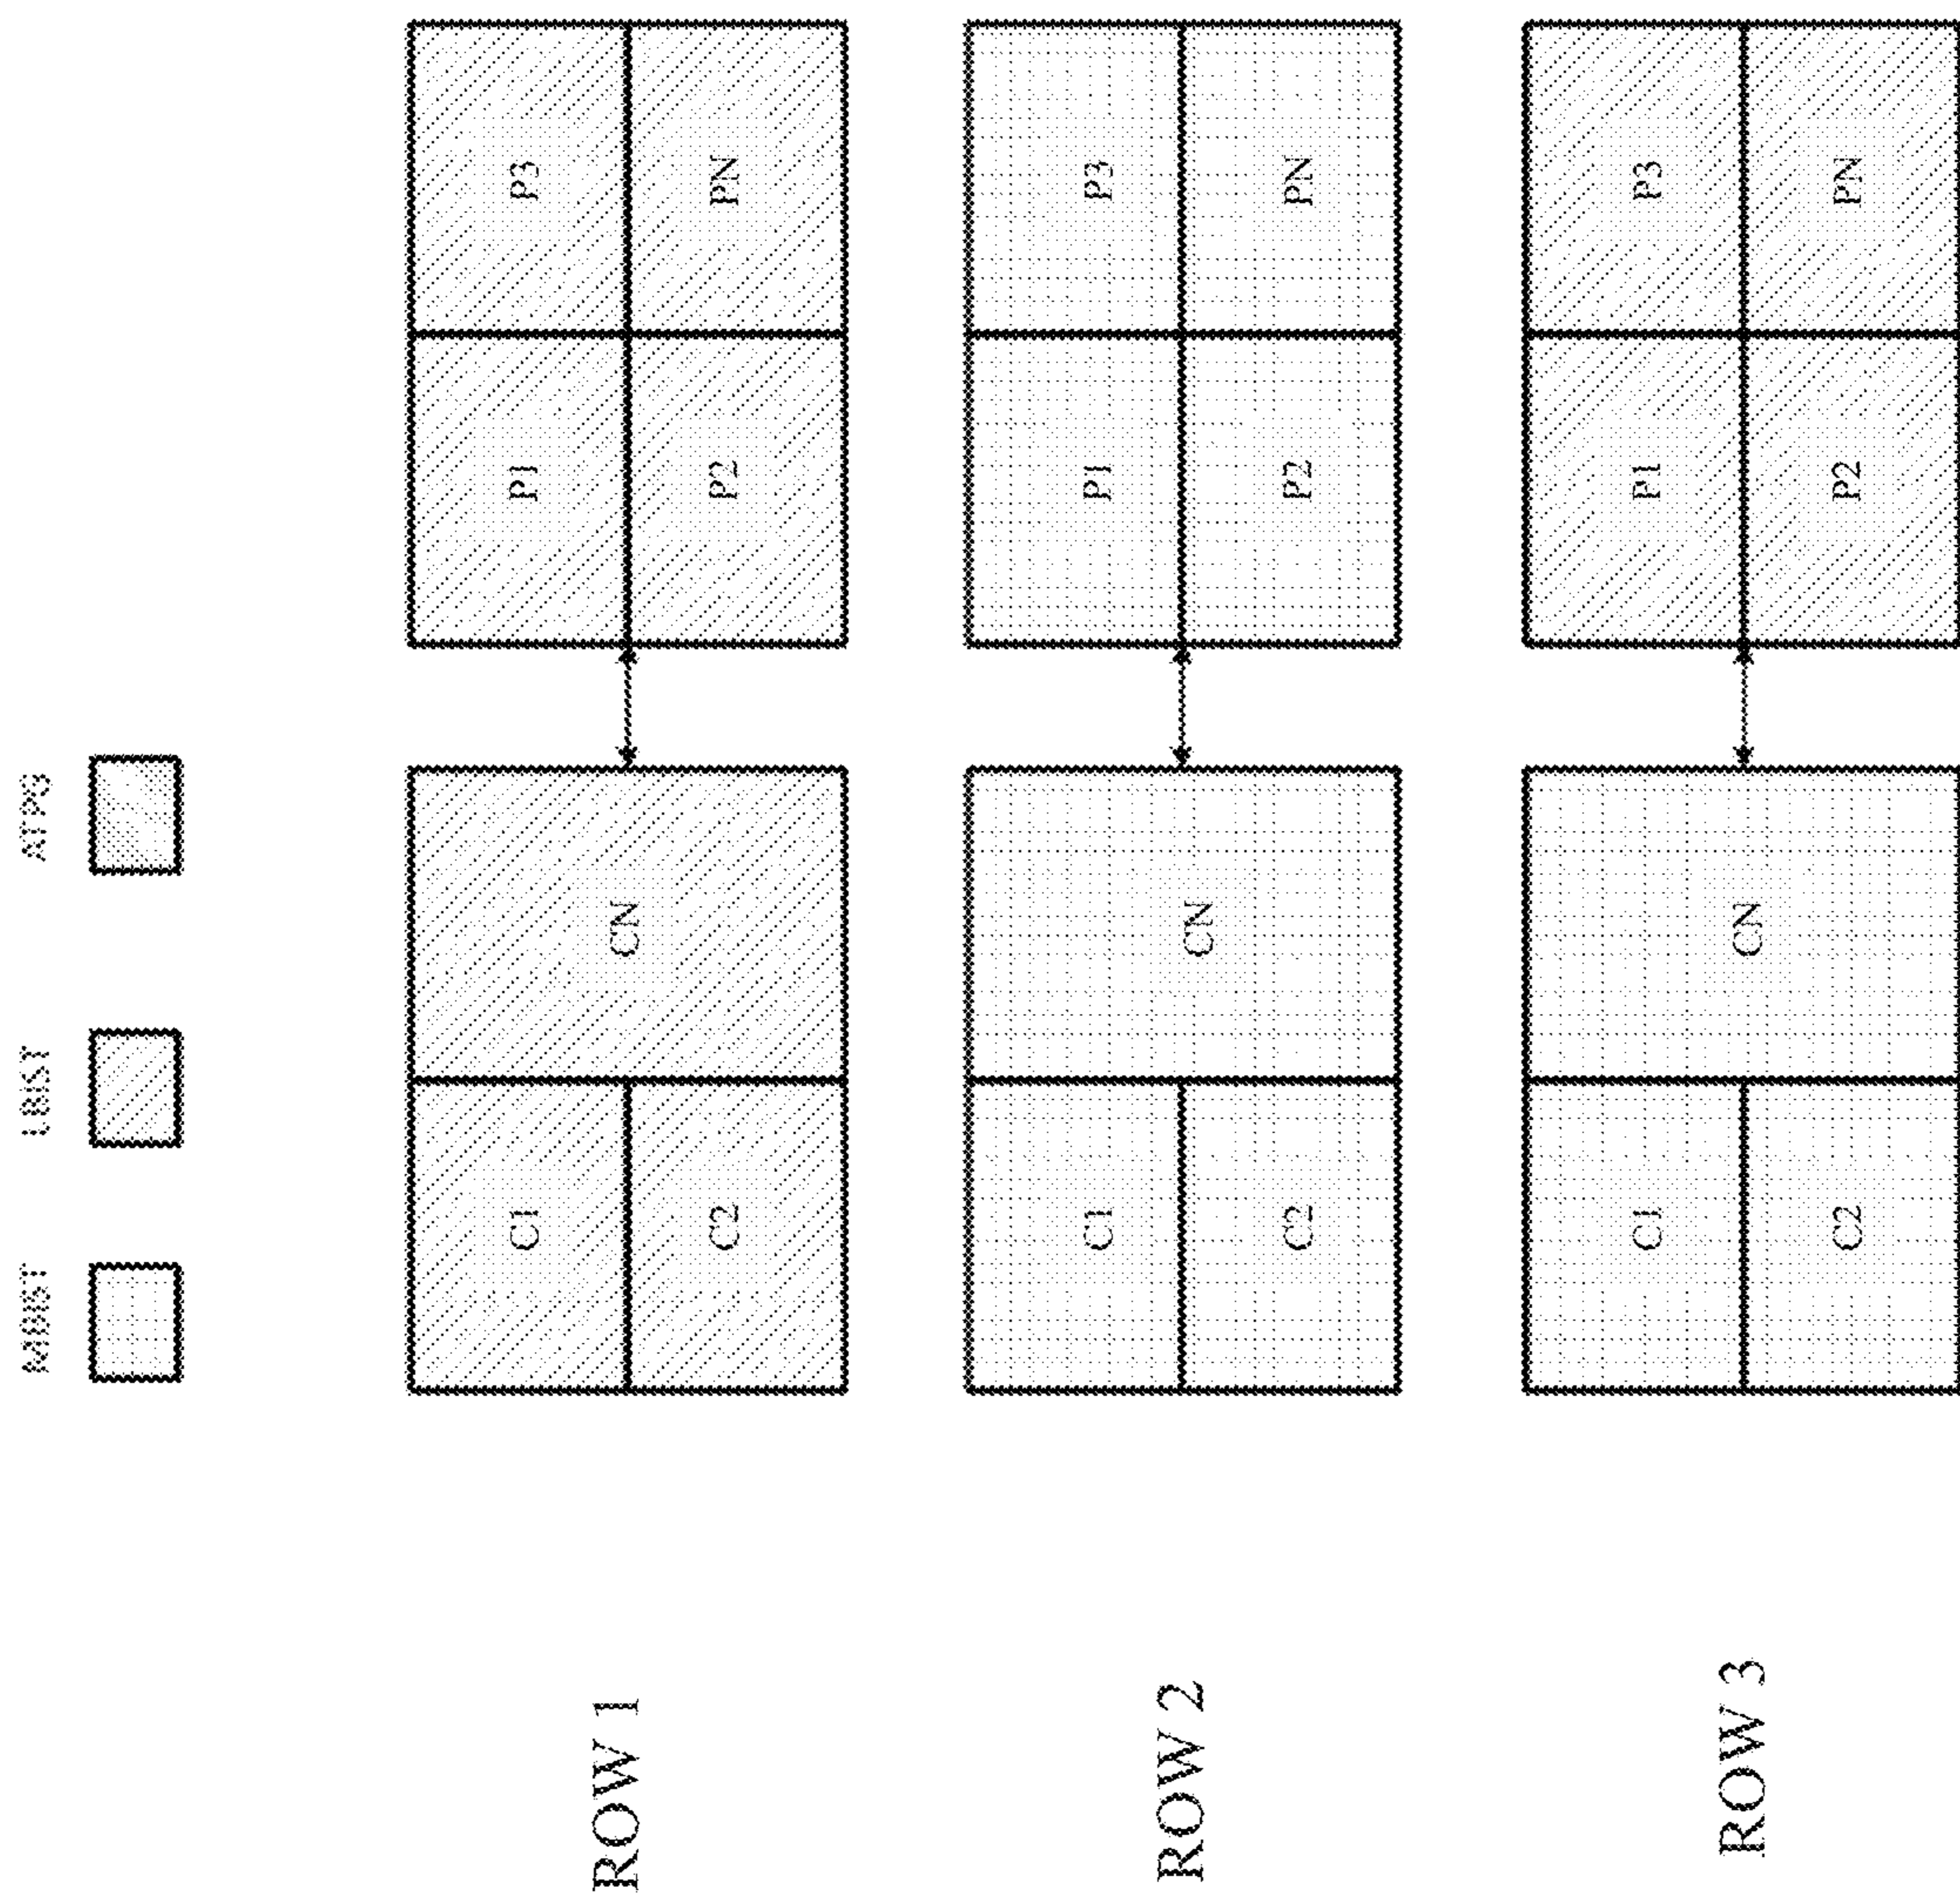 MBIST LBIST ATPG
ROW 1
C1 CN P1 P3
C2 P2 PN
ROW 2
C1 CN P1 P3
C2 P2 PN
ROW 3
C1 CN P1 P3
C2 P2 PN